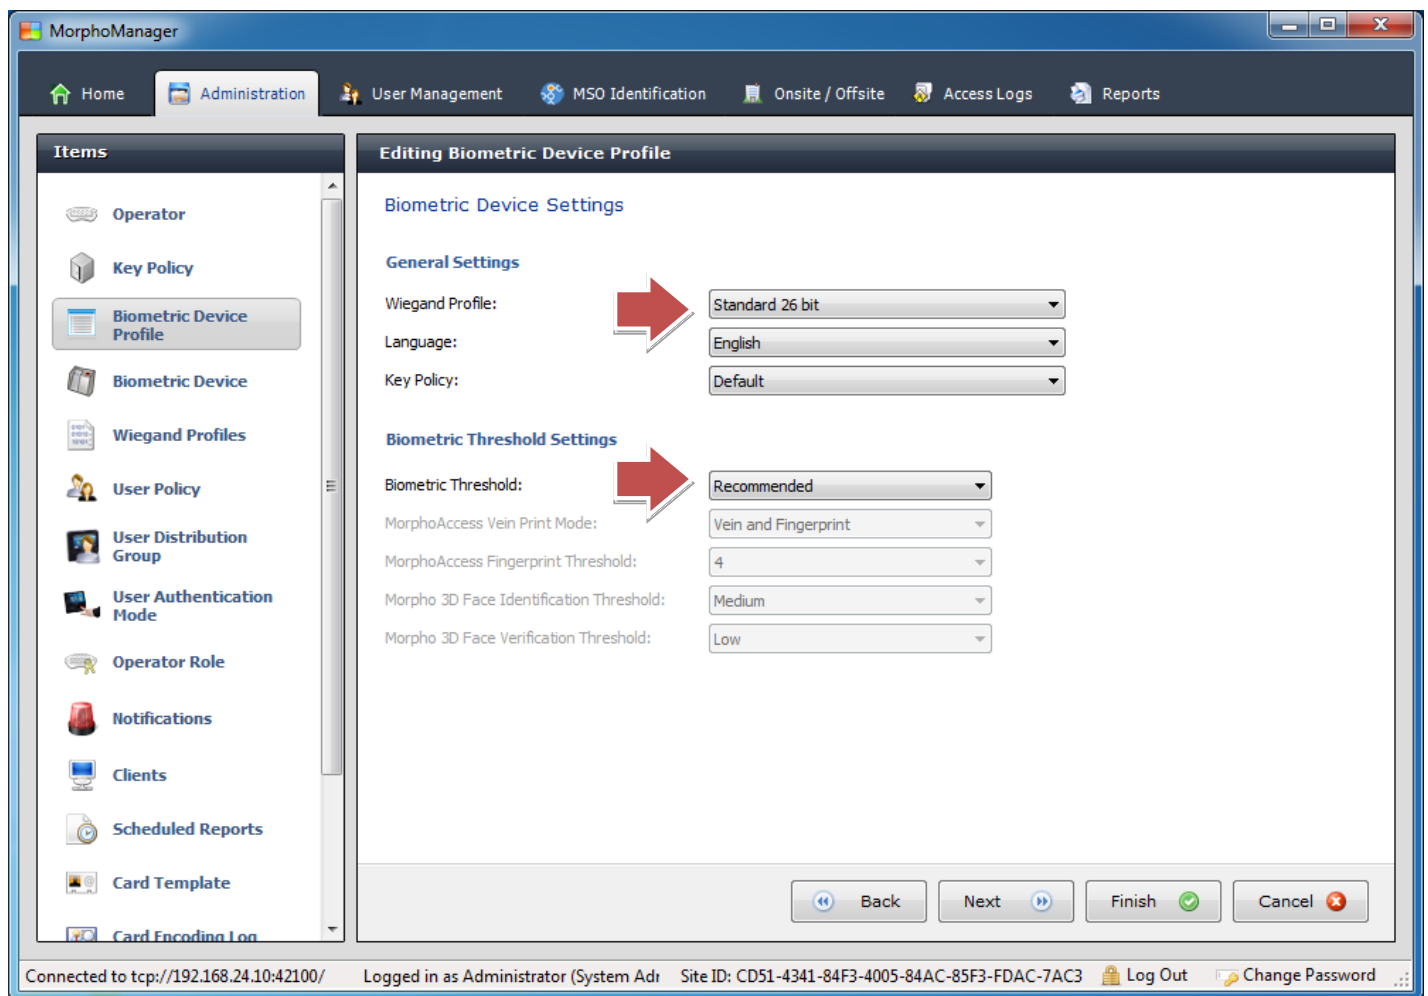 MorphoManager
Home
Administration
User Management
MSO Identification
Onsite / Offsite
Access Logs
Reports
Items
Operator
Key Policy
Biometric Device
Profile
Biometric Device
Wiegand Profiles
User Policy
User Distribution
Group
User Authentication
Mode
Operator Role
Notifications
Clients
Scheduled Reports
Card Template
Card Encoding Log
Editing Biometric Device Profile
Biometric Device Settings
General Settings
Wiegand Profile: Standard 26 bit
Language: English
Key Policy: Default
Biometric Threshold Settings
Biometric Threshold: Recommended
MorphoAccess Vein Print Mode: Vein and Fingerprint
MorphoAccess Fingerprint Threshold: 4
Morpho 3D Face Identification Threshold: Medium
Morpho 3D Face Verification Threshold: Low
Back
Next
Finish
Cancel
Connected to tcp://192.168.24.10:42100/
Logged in as Administrator (System Adr
Site ID: CD51-4341-84F3-4005-84AC-85F3-FDAC-7AC3
Log Out
Change Password